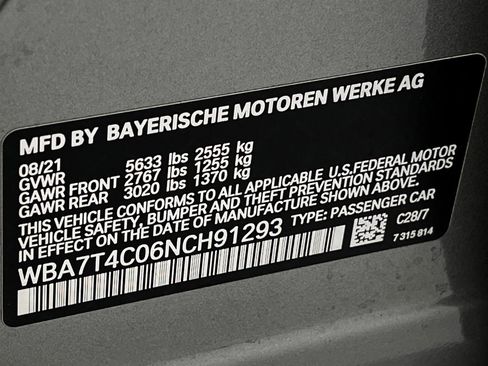 MFD BY BAYERISCHE MOTOREN WERKE AG
08/21
GVWR 5633 lbs 2555 kg
GAWR FRONT 2767 lbs 1255 kg
GAWR REAR 3020 lbs 1370 kg
THIS VEHICLE CONFORMS TO ALL APPLICABLE U.S.FEDERAL MOTOR
VEHICLE SAFETY, BUMPER AND THEFT PREVENTION STANDARDS
IN EFFECT ON THE DATE OF MANUFACTURE SHOWN ABOVE.
WBA7T4C06NCH91293 TYPE: PASSENGER CAR
C28/7
7 315 814